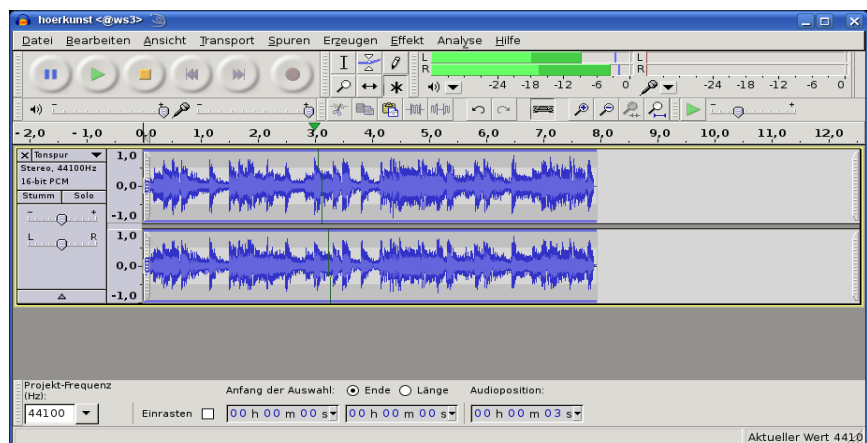 hoerkunst <@ws3>
Datei Bearbeiten Ansicht Transport Spuren Erzeugen Effekt Analyse Hilfe
L
R
-24 -18 -12 -6 0
L
R
-24 -18 -12 -6 0
- 2,0 - 1,0 0,0 1,0 2,0 3,0 4,0 5,0 6,0 7,0 8,0 9,0 10,0 11,0 12,0
Tonspur
Stereo, 44100Hz
16-bit PCM
Stumm Solo
- +
L R
1,0
0,0-
-1,0
1,0
0,0-
-1,0
Projekt-Frequenz
(Hz):
44100
Einrasten
Anfang der Auswahl: Ende Länge
00 h 00 m 00 s 00 h 00 m 00 s
Audioposition:
00 h 00 m 03 s
Aktueller Wert 4410